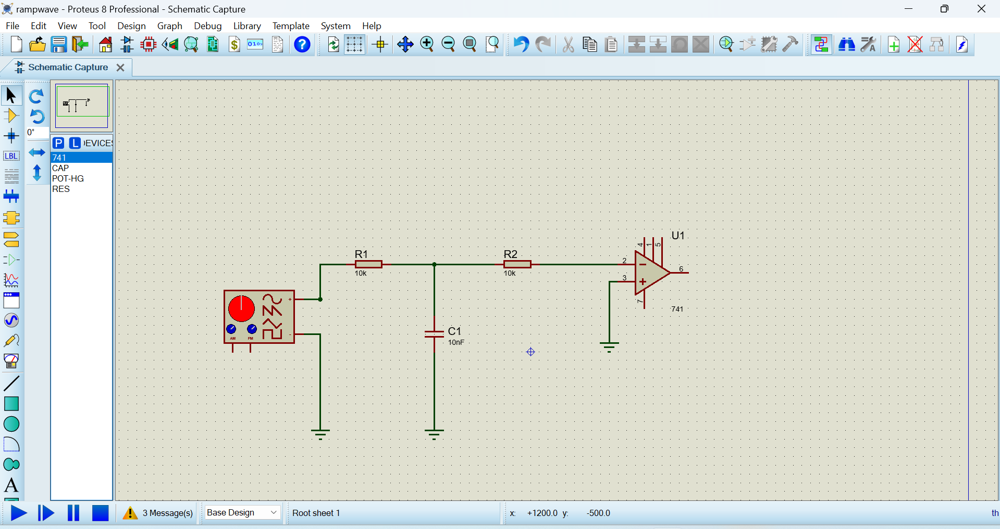 rampwave - Proteus 8 Professional - Schematic Capture
File Edit View Tool Design Graph Debug Library Template System Help
Schematic Capture
0°
P L DEVICES
741
CAP
POT-HG
RES
LBL
A
R1
10k
R2
10k
C1
10nF
U1
4 1 5
2
3
6
7
741
+
-
AM FM
3 Message(s)
Base Design
Root sheet 1
x: +1200.0 y: -500.0
th